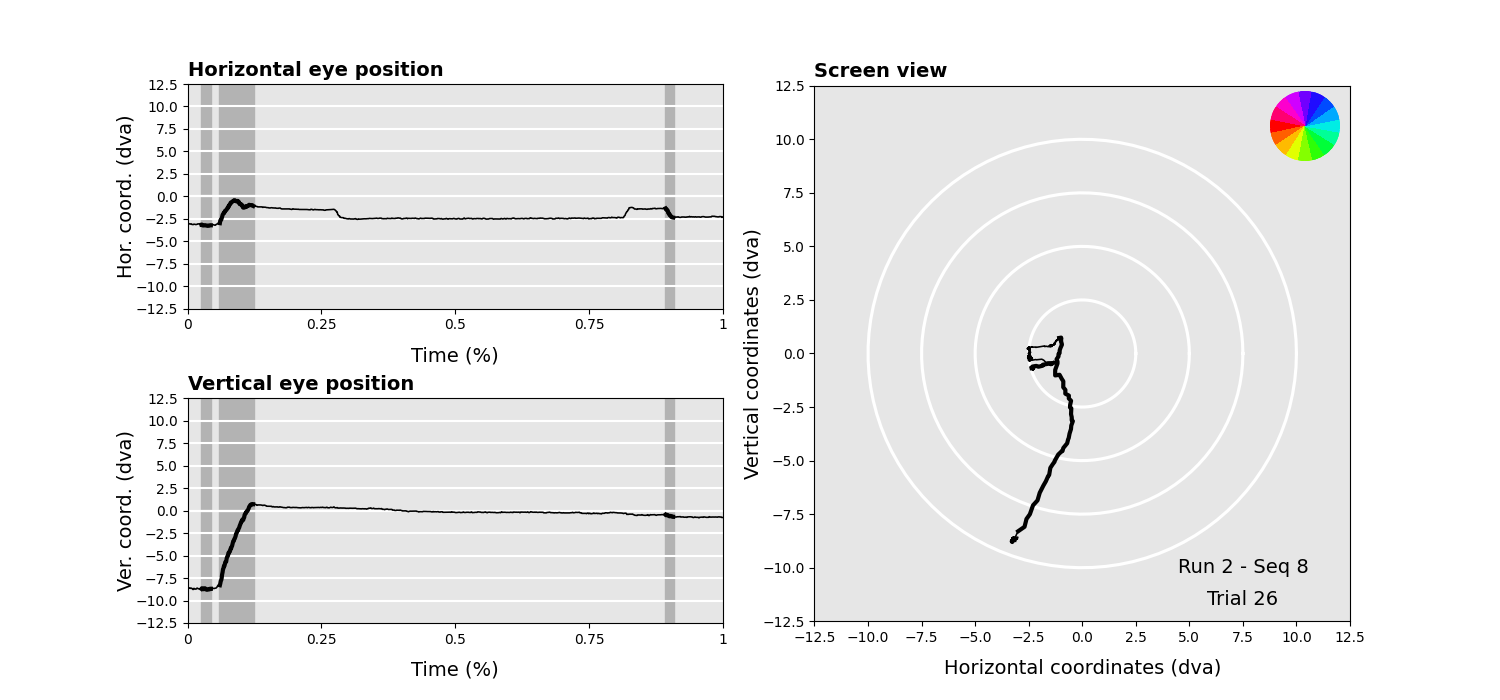 Horizontal eye position
12.5
10.0
7.5
5.0
2.5
0.0
−2.5
−5.0
−7.5
−10.0
−12.5
Hor. coord. (dva)
0 0.25 0.5 0.75 1
Time (%)
Vertical eye position
12.5
10.0
7.5
5.0
2.5
0.0
−2.5
−5.0
−7.5
−10.0
−12.5
Ver. coord. (dva)
0 0.25 0.5 0.75 1
Time (%)
Screen view
12.5
10.0
7.5
5.0
2.5
0.0
−2.5
−5.0
−7.5
−10.0
−12.5
Vertical coordinates (dva)
Run 2 - Seq 8
Trial 26
−12.5 −10.0 −7.5 −5.0 −2.5 0.0 2.5 5.0 7.5 10.0 12.5
Horizontal coordinates (dva)